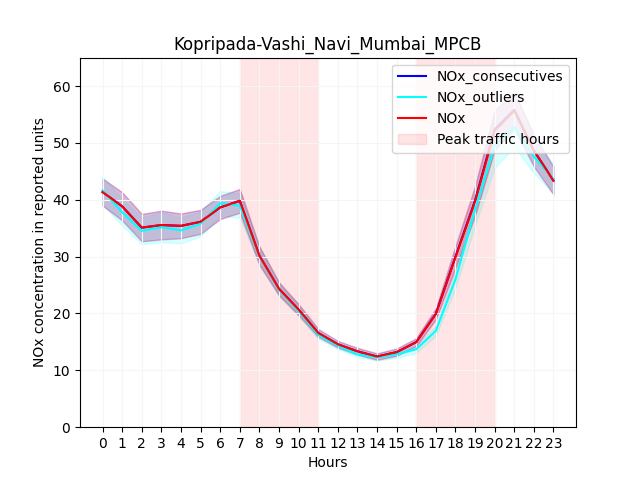 Kopripada-Vashi_Navi_Mumbai_MPCB
NOx concentration in reported units
60
50
40
30
20
10
0
NOx_consecutives
NOx_outliers
NOx
Peak traffic hours
0 1 2 3 4 5 6 7 8 9 10 11 12 13 14 15 16 17 18 19 20 21 22 23
Hours